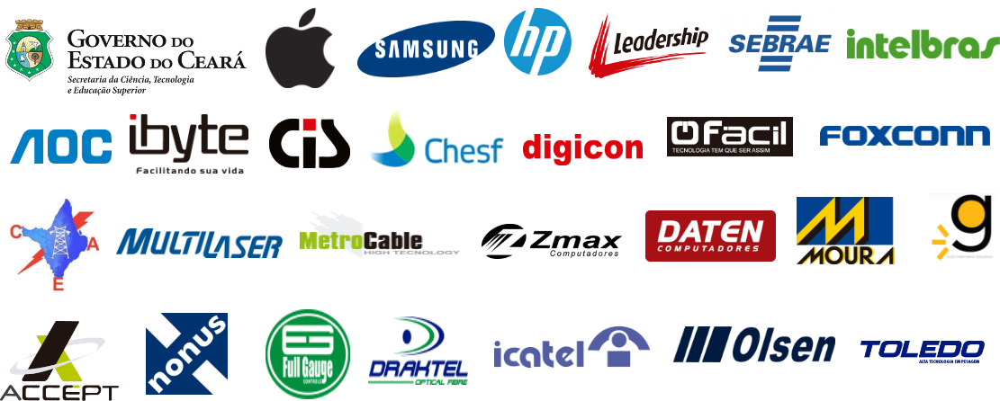 GOVERNO DO
ESTADO DO CEARÁ
Secretaria da Ciência, Tecnologia
e Educação Superior
SAMSUNG
hp
Leadership
SEBRAE
intelbras
AOC
ibyte
Facilitando sua vida
CiS
Chesf
digicon
Fácil
TECNOLOGIA TEM QUE SER ASSIM
FOXCONN
C A
E
MULTILASER
MetroCable
HIGH TECNOLOGY
Zmax
Computadores
DATEN
COMPUTADORES
MOURA
g
ACCEPT
nonus
Full Gauge
CONTROLS
DRAKTEL
OPTICAL FIBRE
icatel
Olsen
TOLEDO
ALTA TECNOLOGIA EM PESAGEM